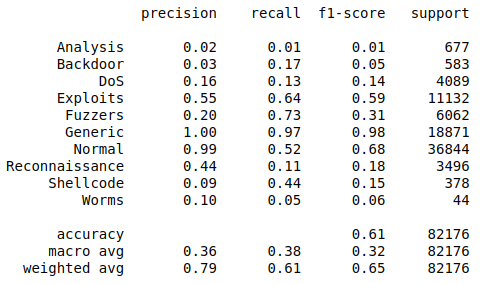 precision recall f1-score support
Analysis 0.02 0.01 0.01 677
Backdoor 0.03 0.17 0.05 583
DoS 0.16 0.13 0.14 4089
Exploits 0.55 0.64 0.59 11132
Fuzzers 0.20 0.73 0.31 6062
Generic 1.00 0.97 0.98 18871
Normal 0.99 0.52 0.68 36844
Reconnaissance 0.44 0.11 0.18 3496
Shellcode 0.09 0.44 0.15 378
Worms 0.10 0.05 0.06 44
accuracy 0.61 82176
macro avg 0.36 0.38 0.32 82176
weighted avg 0.79 0.61 0.65 82176